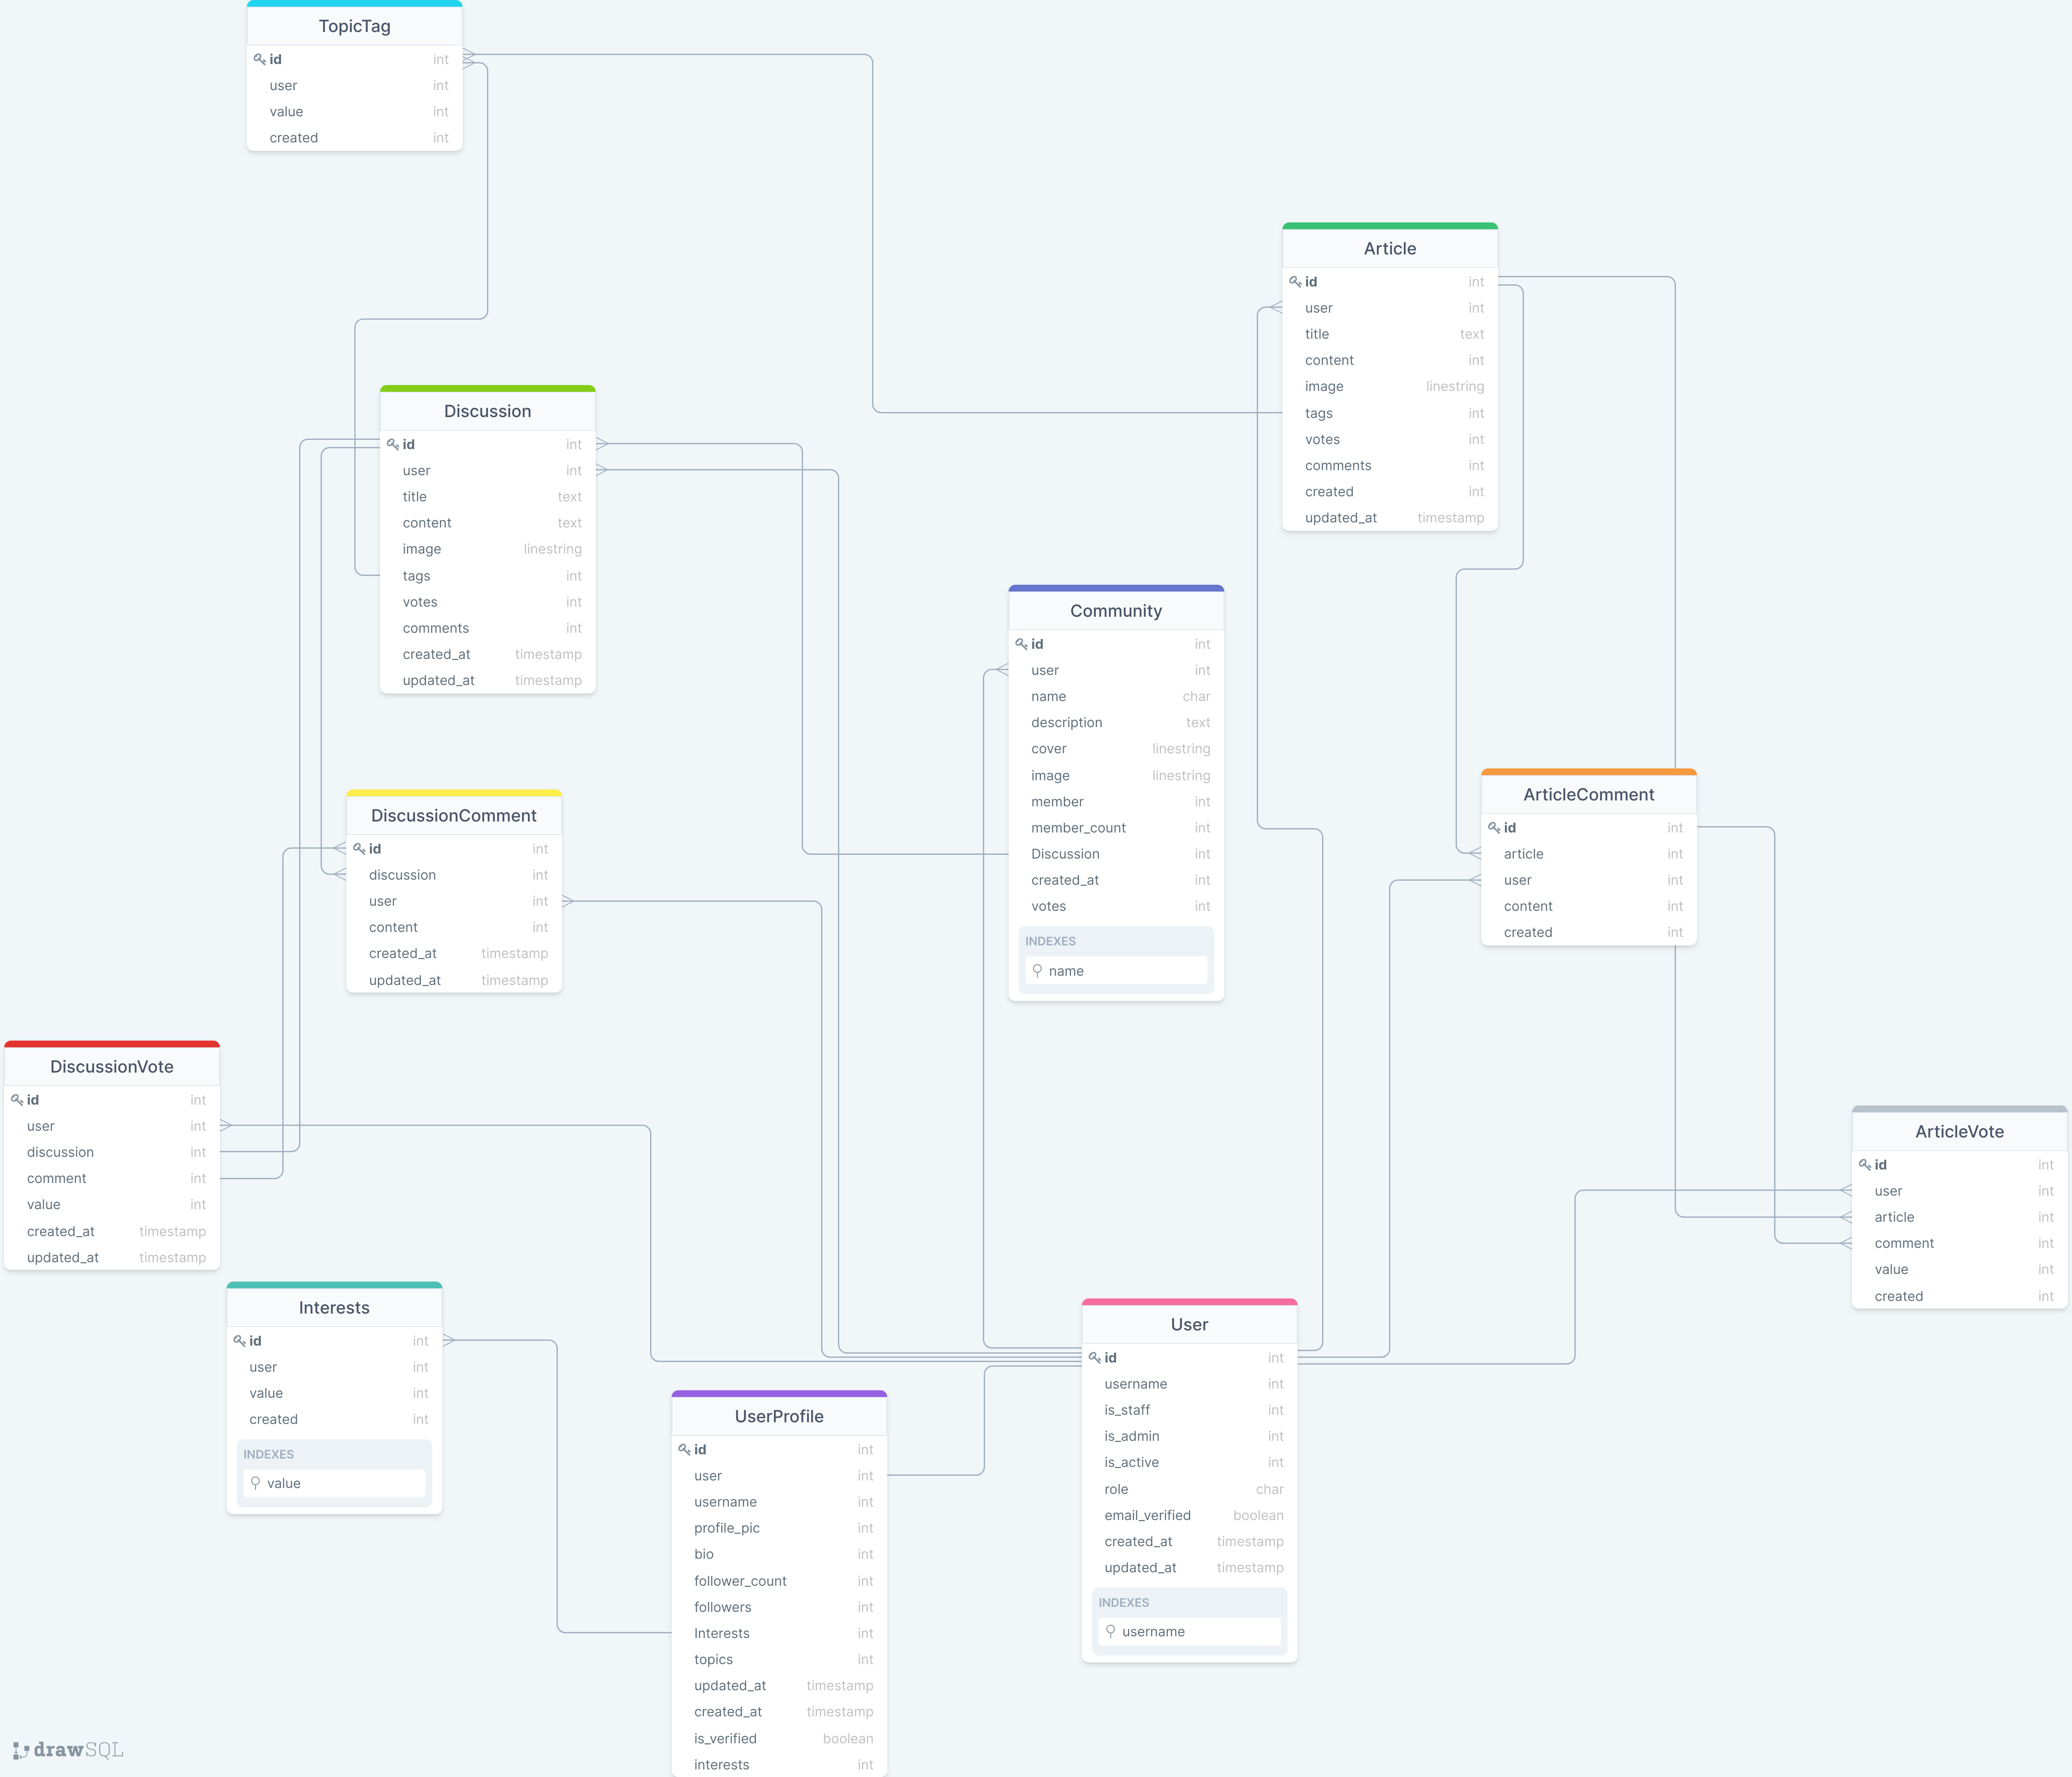 TopicTag
id int
user int
value int
created int
Article
id int
user int
title text
content int
image linestring
tags int
votes int
comments int
created int
updated_at timestamp
Discussion
id int
user int
title text
content text
image linestring
tags int
votes int
comments int
created_at timestamp
updated_at timestamp
Community
id int
user int
name char
description text
cover linestring
image linestring
member int
member_count int
Discussion int
created_at int
votes int
INDEXES
name
ArticleComment
id int
article int
user int
content int
created int
DiscussionComment
id int
discussion int
user int
content int
created_at timestamp
updated_at timestamp
DiscussionVote
id int
user int
discussion int
comment int
value int
created_at timestamp
updated_at timestamp
ArticleVote
id int
user int
article int
comment int
value int
created int
Interests
id int
user int
value int
created int
INDEXES
value
User
id int
username int
is_staff int
is_admin int
is_active int
role char
email_verified boolean
created_at timestamp
updated_at timestamp
INDEXES
username
UserProfile
id int
user int
username int
profile_pic int
bio int
follower_count int
followers int
Interests int
topics int
updated_at timestamp
created_at timestamp
is_verified boolean
interests int
drawSQL